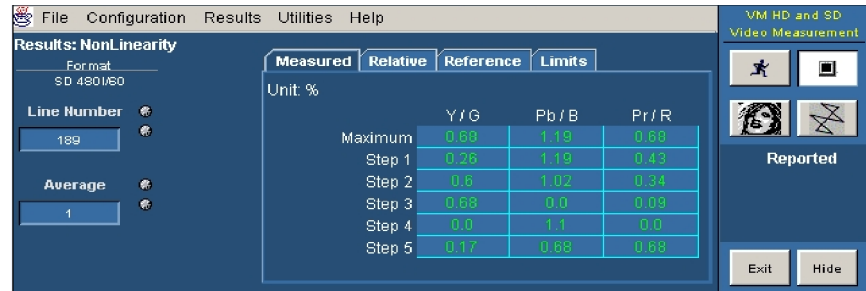 File Configuration Results Utilities Help
VM HD and SD
Video Measurement
Results: NonLinearity
Format
SD 480I/60
Line Number
189
Average
1
Measured Relative Reference Limits
Unit: %
Y / G Pb / B Pr / R
Maximum 0.68 1.19 0.68
Step 1 0.26 1.19 0.43
Step 2 0.6 1.02 0.34
Step 3 0.68 0.0 0.09
Step 4 0.0 1.1 0.0
Step 5 0.17 0.68 0.68
Reported
Exit Hide